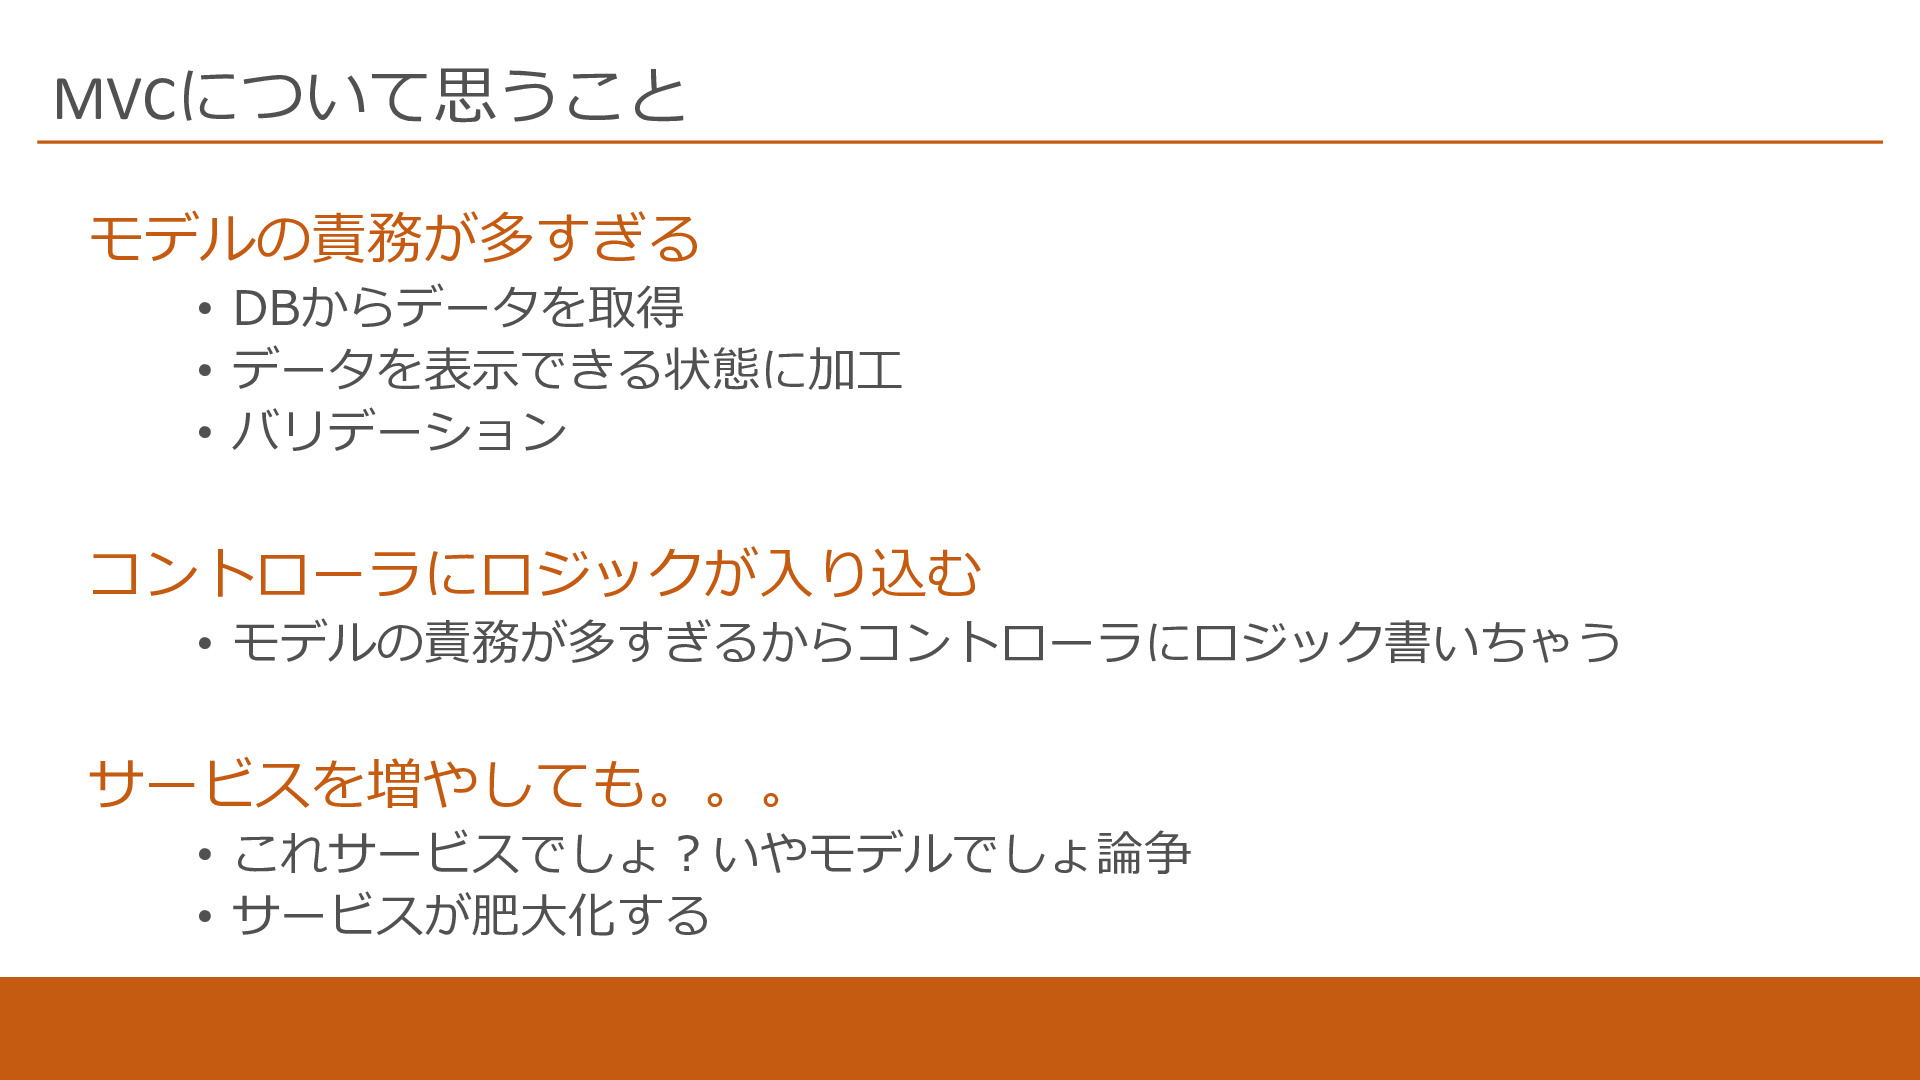 MVCについて思うこと
モデルの責務が多すぎる
• DBからデータを取得
• データを表示できる状態に加工
• バリデーション
コントローラにロジックが入り込む
• モデルの責務が多すぎるからコントローラにロジック書いちゃう
サービスを増やしても。。。
• これサービスでしょ？いやモデルでしょ論争
• サービスが肥大化する